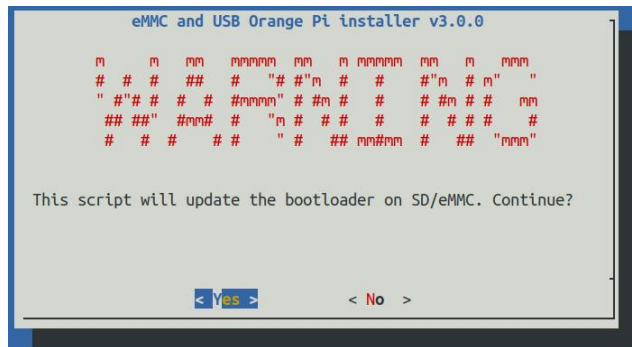 eMMC and USB Orange Pi installer v3.0.0
WARNING
This script will update the bootloader on SD/eMMC. Continue?
< Yes > < No >